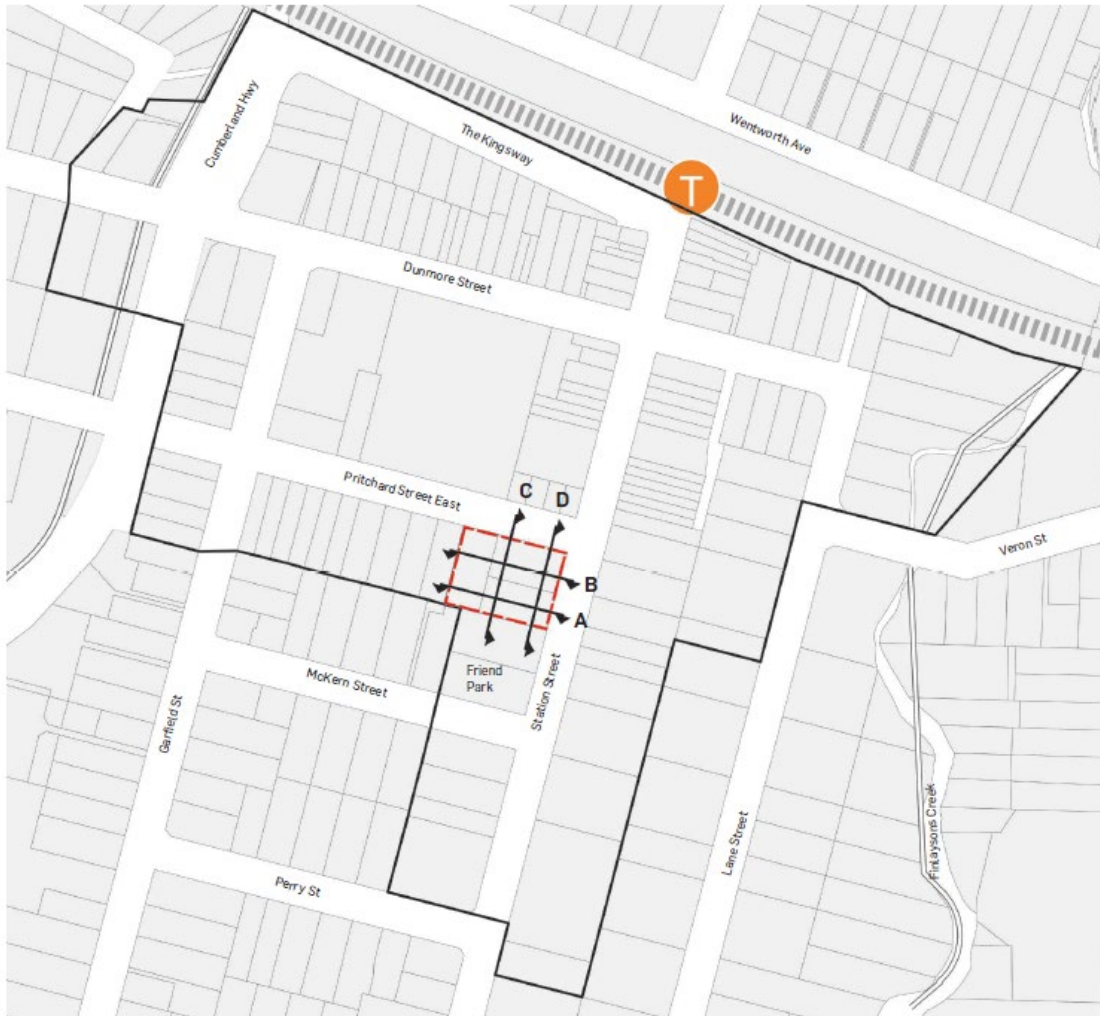 Cumberland Hwy
The Kingsway
Wentworth Ave
T
Dunmore Street
Pritchard Street East
C
D
B
A
Veron St
Friend
Park
McKern Street
Station Street
Garfield St
Lane Street
Finlaysons Creek
Perry St